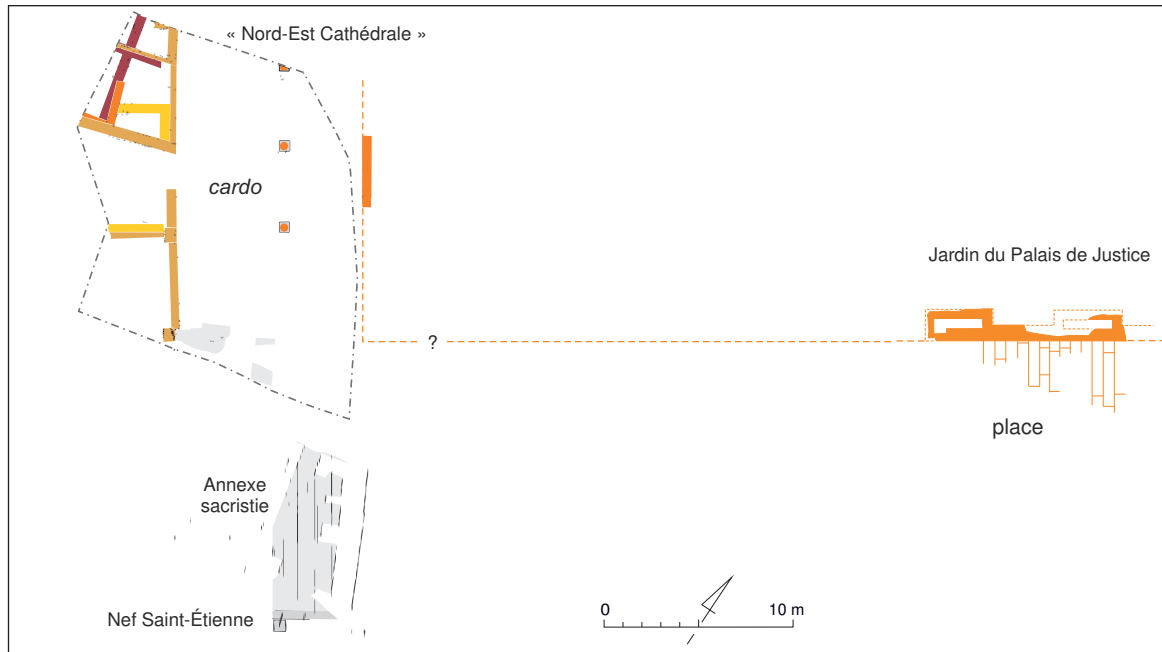 « Nord-Est Cathédrale »
cardo
Jardin du Palais de Justice
?
place
Annexe
sacristie
Nef Saint-Étienne
0 10 m